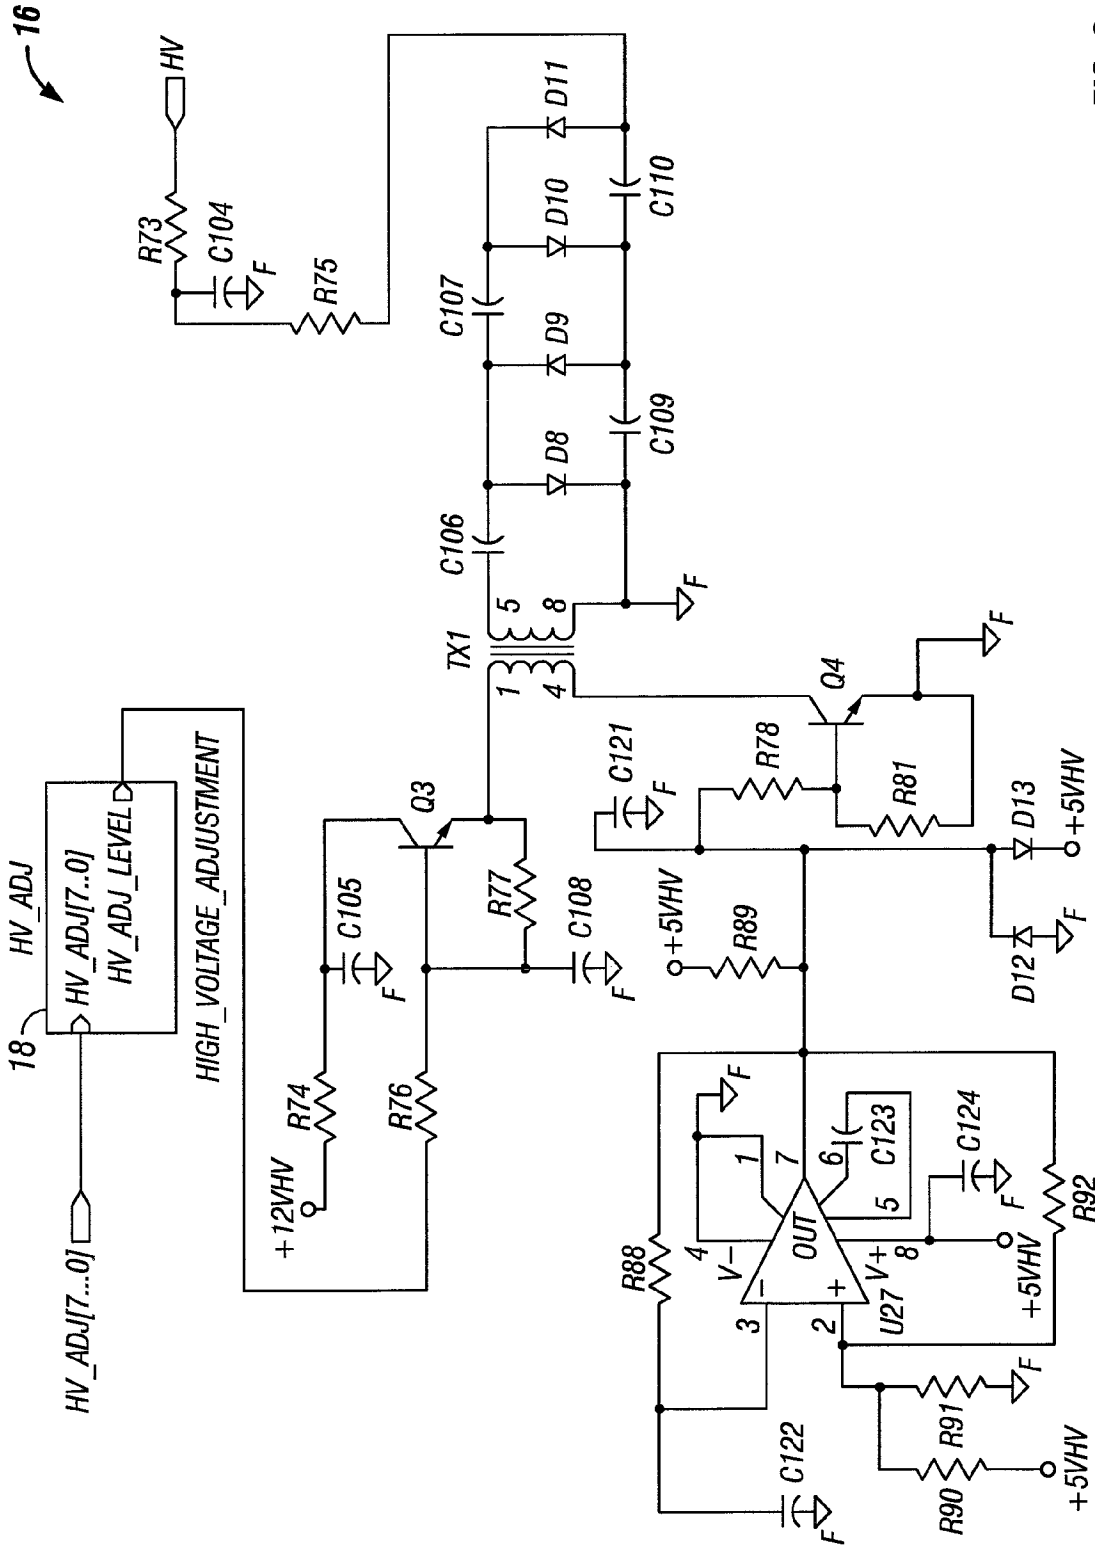 16
HV
R73
C104
F
R75
D11
D10
D9
D8
C110
C107
C109
C106
TX1
5
8
1
4
F
HV_ADJ
18
HV_ADJ[7..0]
HV_ADJ_LEVEL
HIGH_VOLTAGE_ADJUSTMENT
HV_ADJ[7...0]
+12VHV
R74
C105
F
R76
Q3
R77
C108
F
Q4
F
C121
F
R78
R81
D13
+5VHV
D12
F
+5VHV
R89
R88
F
4
V-
1
7
OUT
6
C123
5
3
-
2
+
V+
8
U27
C124
F
+5VHV
R92
C122
F
R91
F
R90
+5VHV